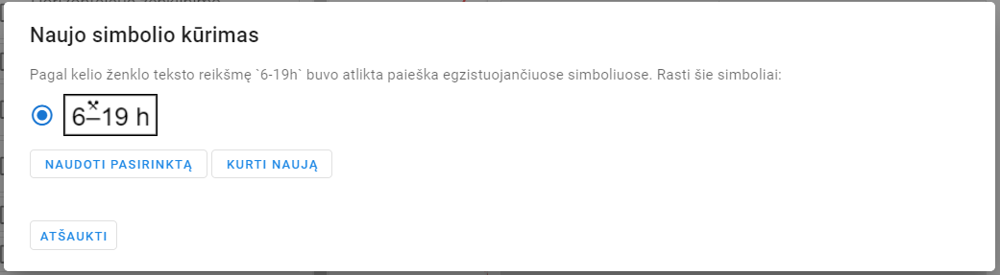 Naujo simbolio kūrimas
Pagal kelio ženklo teksto reikšmę `6-19h` buvo atlikta paieška egzistuojančiuose simboliuose. Rasti šie simboliai:
6–19 h
NAUDOTI PASIRINKTĄ KURTI NAUJĄ
ATŠAUKTI